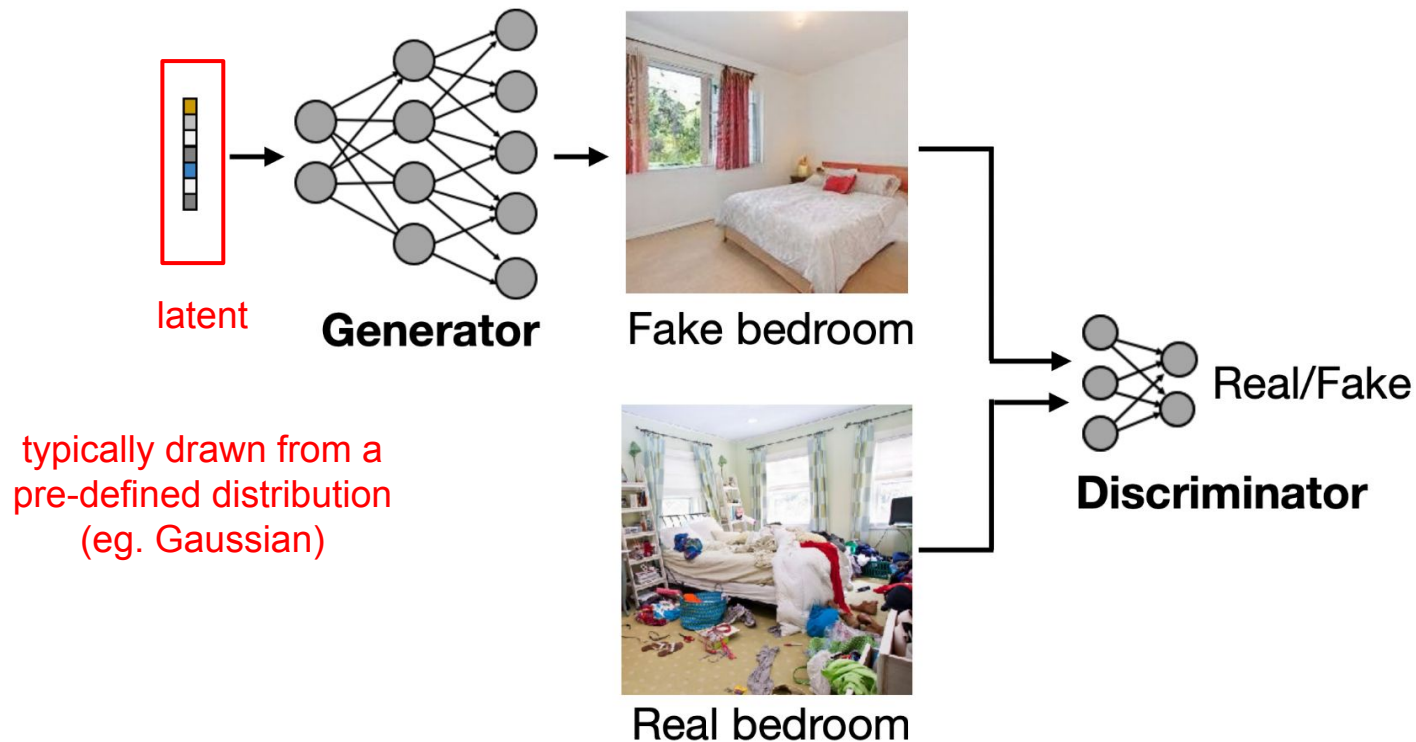 latent
Generator
Fake bedroom
Real/Fake
Discriminator
typically drawn from a
pre-defined distribution
(eg. Gaussian)
Real bedroom